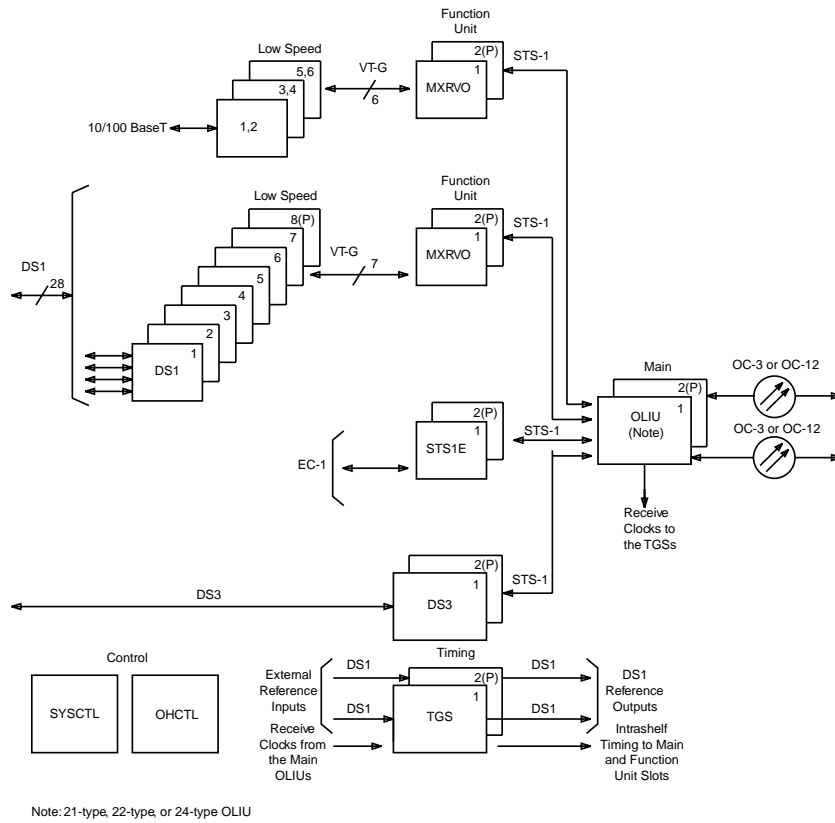 Function
Unit
Low Speed
2(P)
STS-1
5,6
VT-G
1
3,4
MXRVO
6
10/100 BaseT
1,2
Function
Unit
Low Speed
8(P)
2(P)
STS-1
7
1
6
VT-G
7
MXRVO
DS1
5
28
4
3
2
1
DS1
Main
OC-3 or OC-12
2(P)
1
OLIU
(Note)
2(P)
1
STS-1
OC-3 or OC-12
EC-1
STS1E
Receive
Clocks to
the TGSs
2(P)
STS-1
DS3
1
DS3
Control
Timing
External
Reference
Inputs
DS1
2(P)
DS1
DS1
Reference
Outputs
1
SYSCTL
OHCTL
DS1
TGS
DS1
Receive
Clocks from
the Main
OLIUs
Intrashelf
Timing to Main
and Function
Unit Slots
Note: 21-type, 22-type, or 24-type OLIU